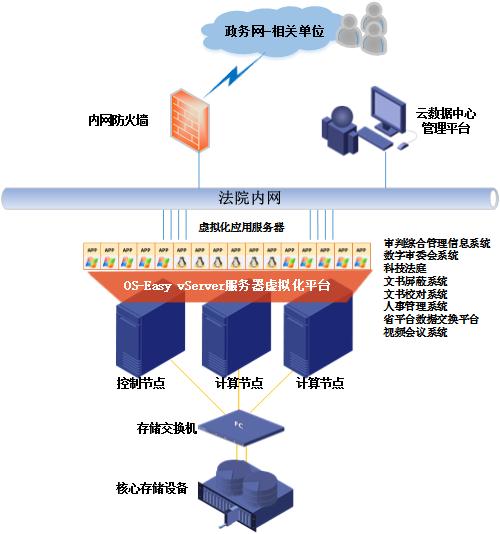 政务网-相关单位
内网防火墙
云数据中心
管理平台
法院内网
虚拟化应用服务器
APP APP APP APP APP APP APP APP APP APP APP APP APP APP APP APP
OS-Easy vServer服务器虚拟化平台
审判综合管理信息系统
数字审委会系统
科技法庭
文书屏蔽系统
文书校对系统
人事管理系统
省平台数据交换平台
视频会议系统
控制节点
计算节点
计算节点
存储交换机
FC
核心存储设备